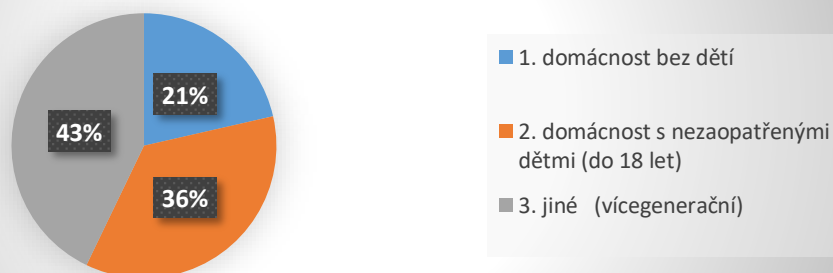 21%
43%
36%
1. domácnost bez dětí
2. domácnost s nezaopatřenými
dětmi (do 18 let)
3. jiné   (vícegenerační)